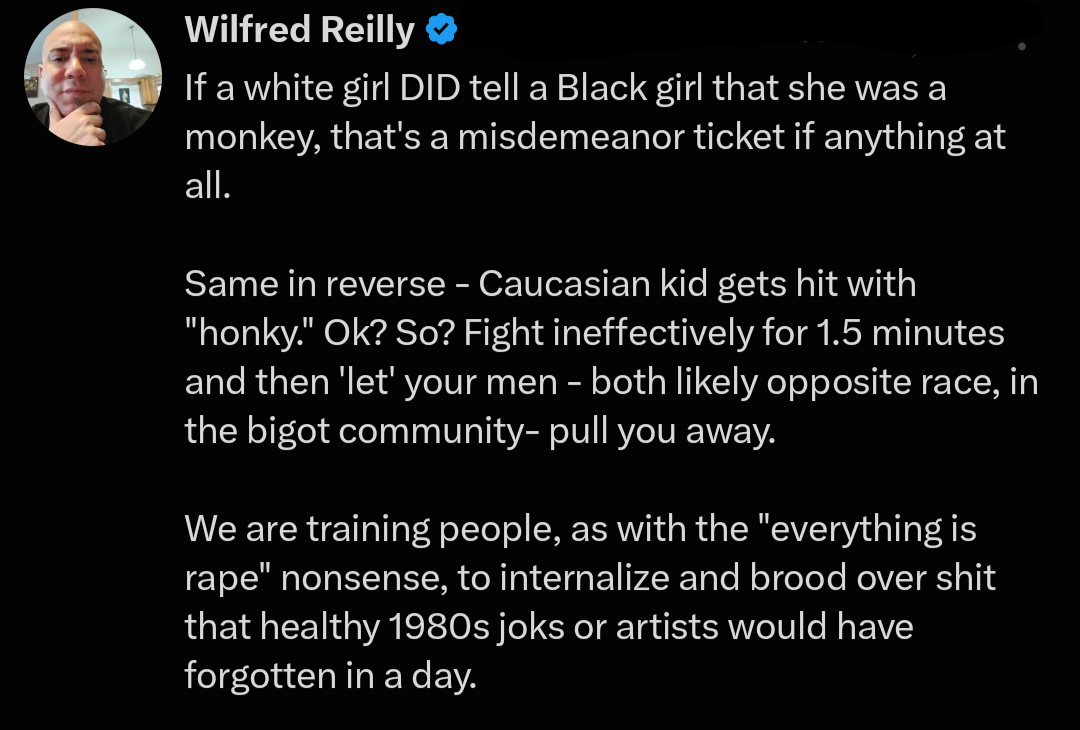 Wilfred Reilly
If a white girl DID tell a Black girl that she was a
monkey, that's a misdemeanor ticket if anything at
all.
Same in reverse - Caucasian kid gets hit with
"honky." Ok? So? Fight ineffectively for 1.5 minutes
and then 'let' your men - both likely opposite race, in
the bigot community- pull you away.
We are training people, as with the "everything is
rape" nonsense, to internalize and brood over shit
that healthy 1980s joks or artists would have
forgotten in a day.